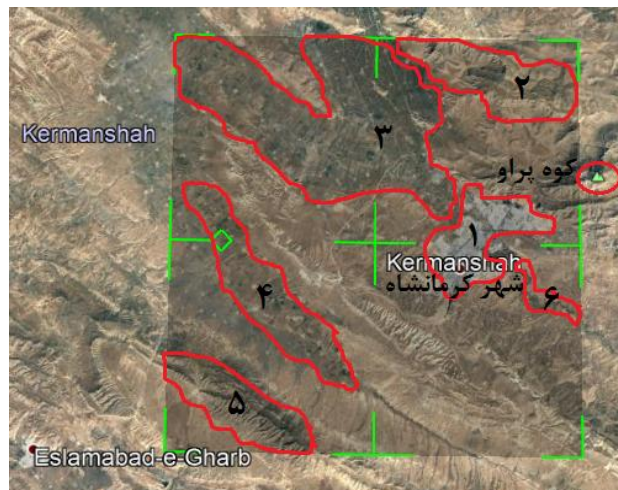 ۲
Kermanshah
۳
کوه پراو
۱
Kermanshah
شهر کرمانشاه
۶
۴
۵
Eslamabad-e-Gharb